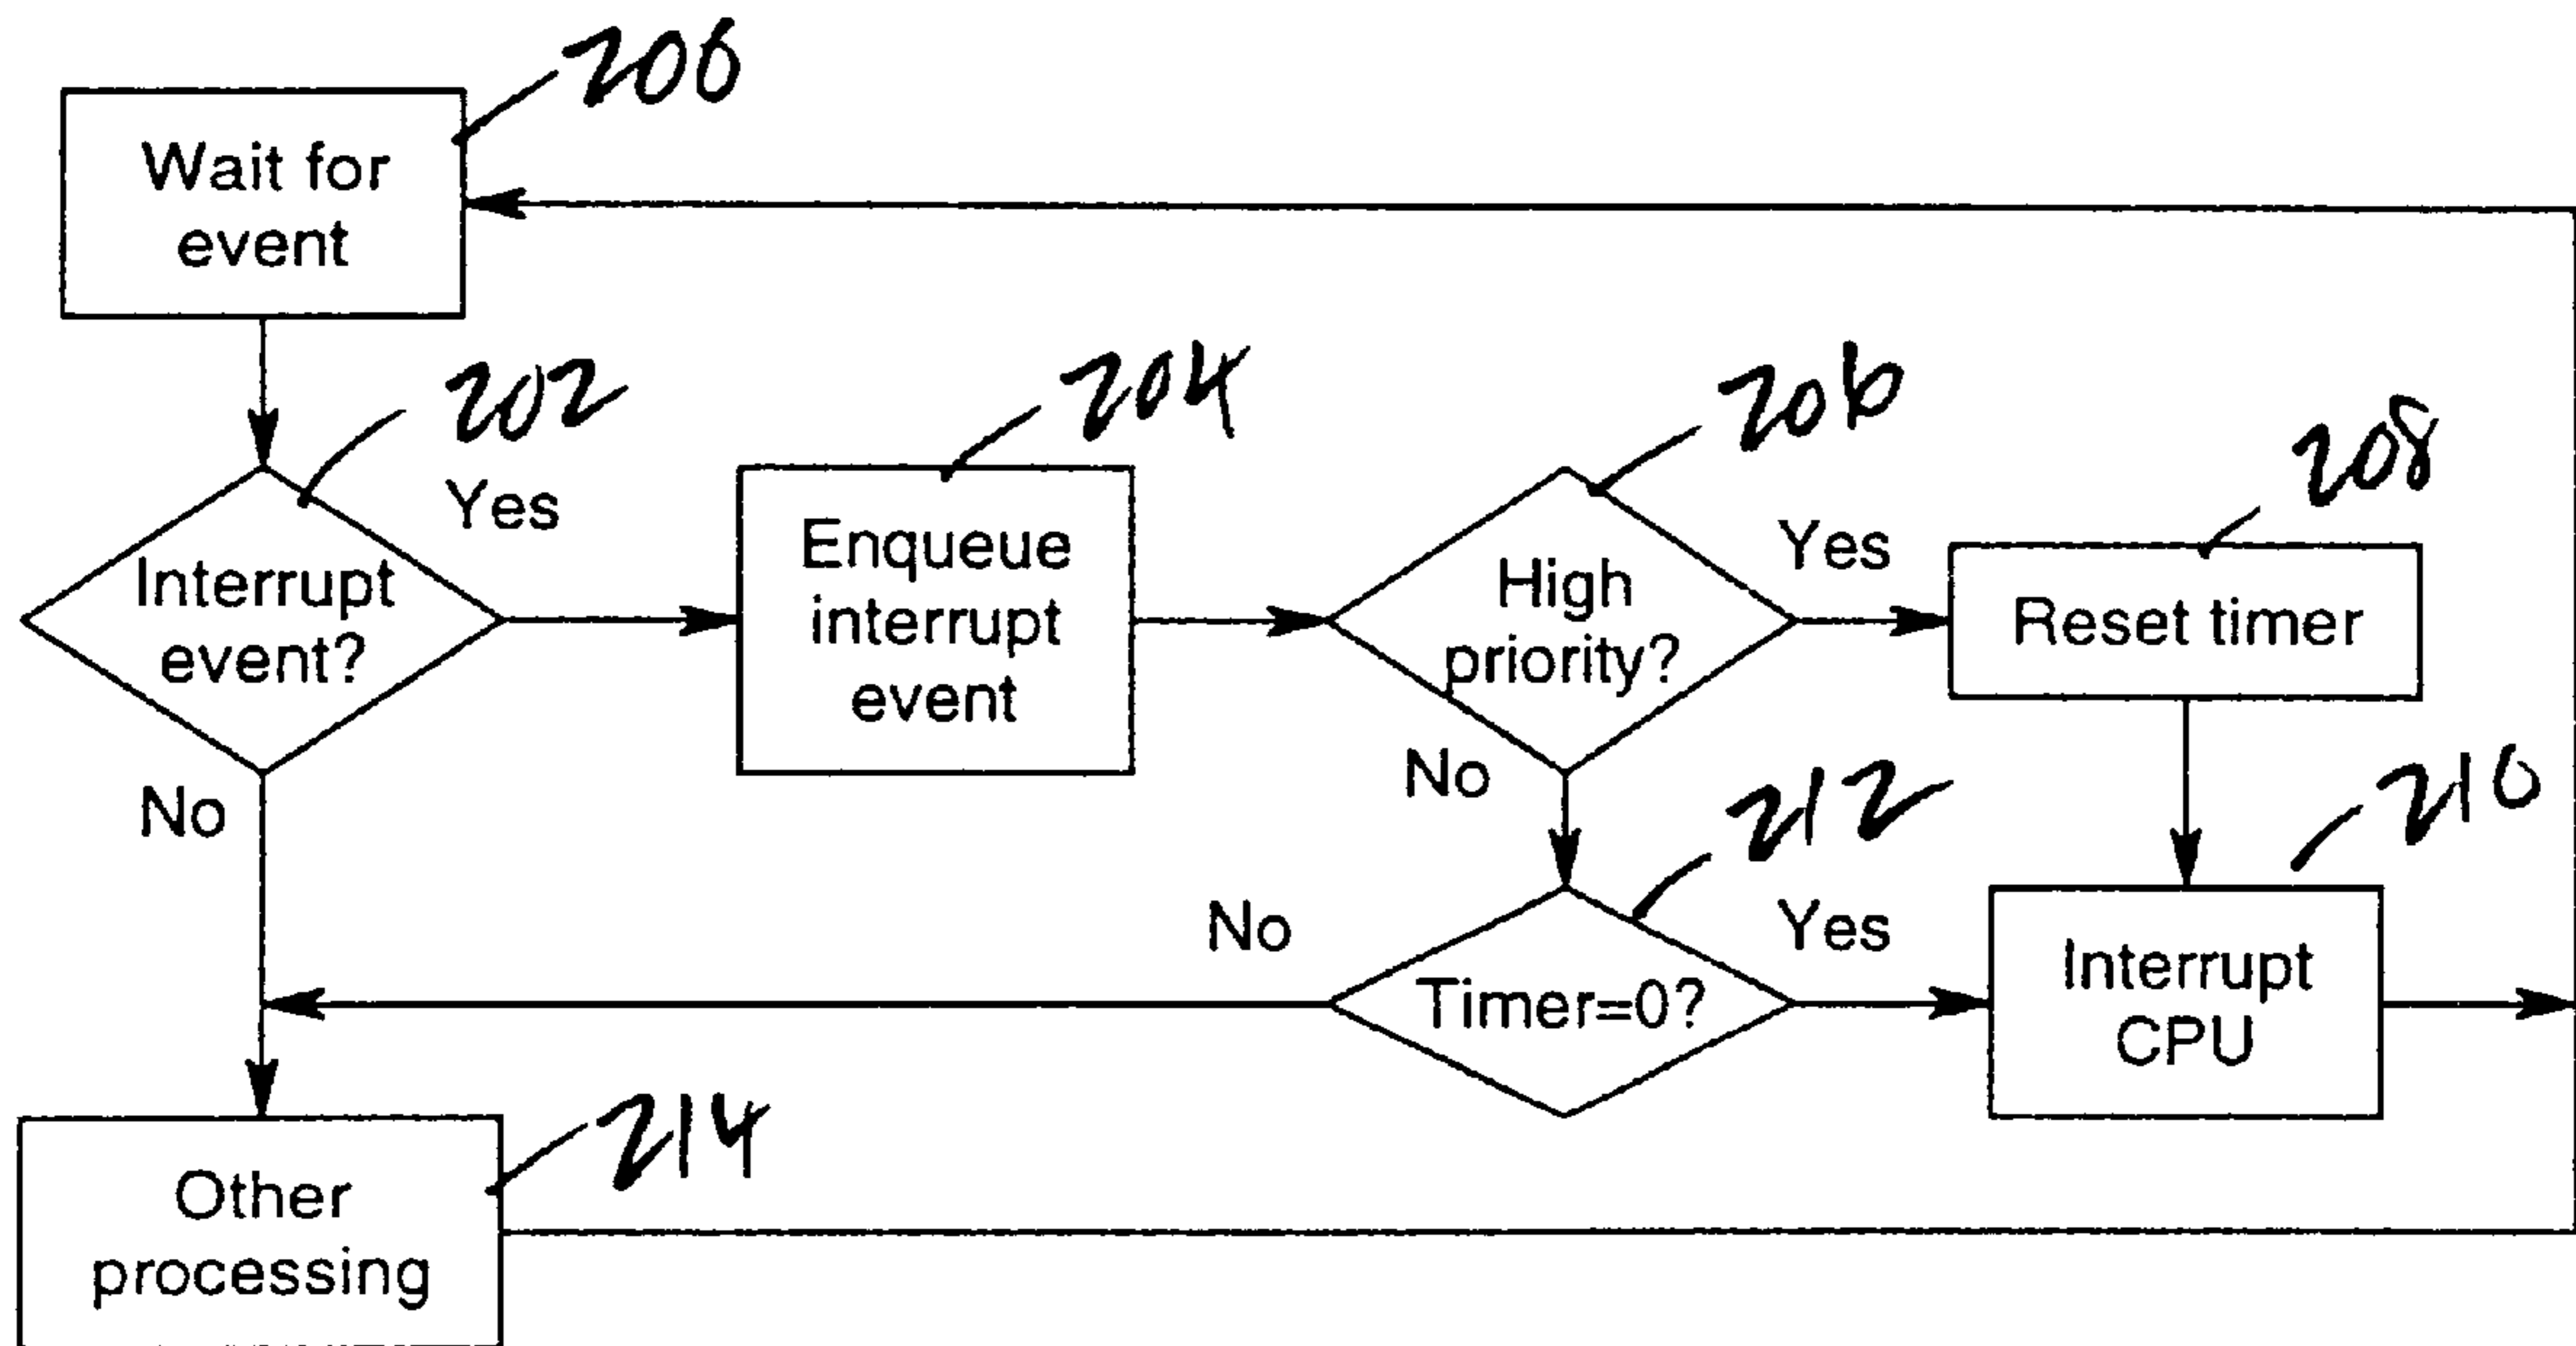 200
Wait for
event
202
Yes
Interrupt
event?
No
204
Enqueue
interrupt
event
206
High
priority?
Yes
No
208
Reset timer
212
Timer=0?
No
Yes
210
Interrupt
CPU
214
Other
processing